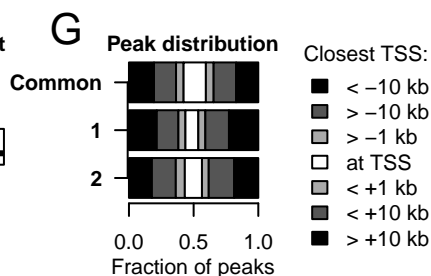 t
G
Peak distribution
Common
1
2
0.0 0.5 1.0
Fraction of peaks
Closest TSS:
< −10 kb
> −10 kb
> −1 kb
at TSS
< +1 kb
< +10 kb
> +10 kb